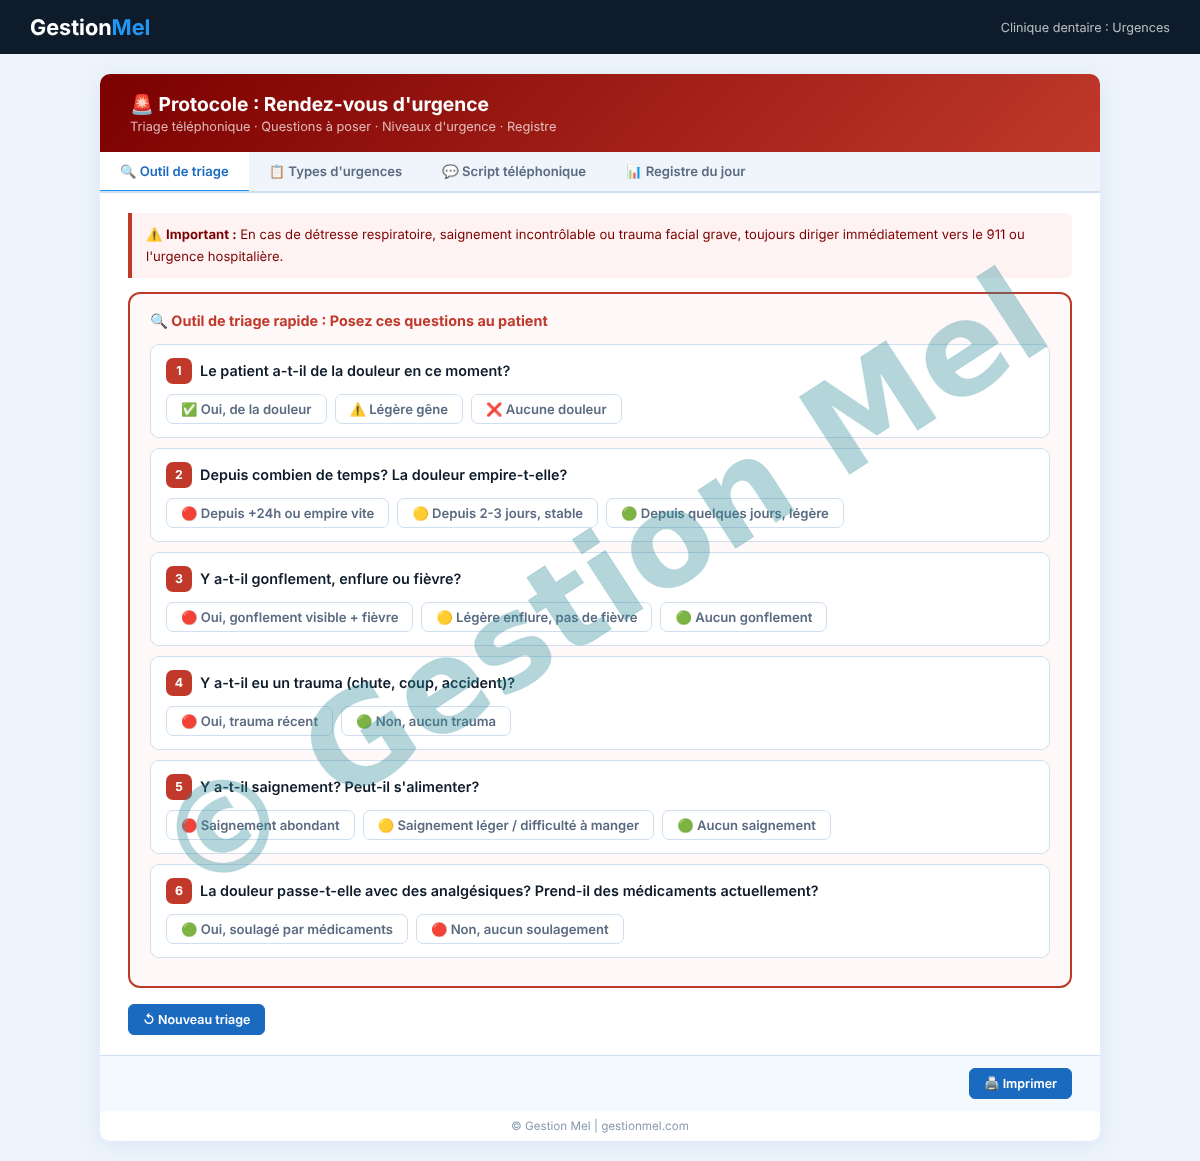 GestionMel
Clinique dentaire : Urgences
🚨 Protocole : Rendez-vous d'urgence
Triage téléphonique · Questions à poser · Niveaux d'urgence · Registre
🔍 Outil de triage
📋 Types d'urgences
💬 Script téléphonique
📊 Registre du jour
⚠️ Important : En cas de détresse respiratoire, saignement incontrôlable ou trauma facial grave, toujours diriger immédiatement vers le 911 ou
l'urgence hospitalière.
🔍 Outil de triage rapide : Posez ces questions au patient
1 Le patient a-t-il de la douleur en ce moment?
✅ Oui, de la douleur
⚠️ Légère gêne
❌ Aucune douleur
2 Depuis combien de temps? La douleur empire-t-elle?
🔴 Depuis +24h ou empire vite
🟡 Depuis 2-3 jours, stable
🟢 Depuis quelques jours, légère
3 Y a-t-il gonflement, enflure ou fièvre?
🔴 Oui, gonflement visible + fièvre
🟡 Légère enflure, pas de fièvre
🟢 Aucun gonflement
4 Y a-t-il eu un trauma (chute, coup, accident)?
🔴 Oui, trauma récent
🟢 Non, aucun trauma
5 Y a-t-il saignement? Peut-il s'alimenter?
🔴 Saignement abondant
🟡 Saignement léger / difficulté à manger
🟢 Aucun saignement
6 La douleur passe-t-elle avec des analgésiques? Prend-il des médicaments actuellement?
🟢 Oui, soulagé par médicaments
🔴 Non, aucun soulagement
© Gestion Mel
↺ Nouveau triage
🖨️ Imprimer
© Gestion Mel | gestionmel.com